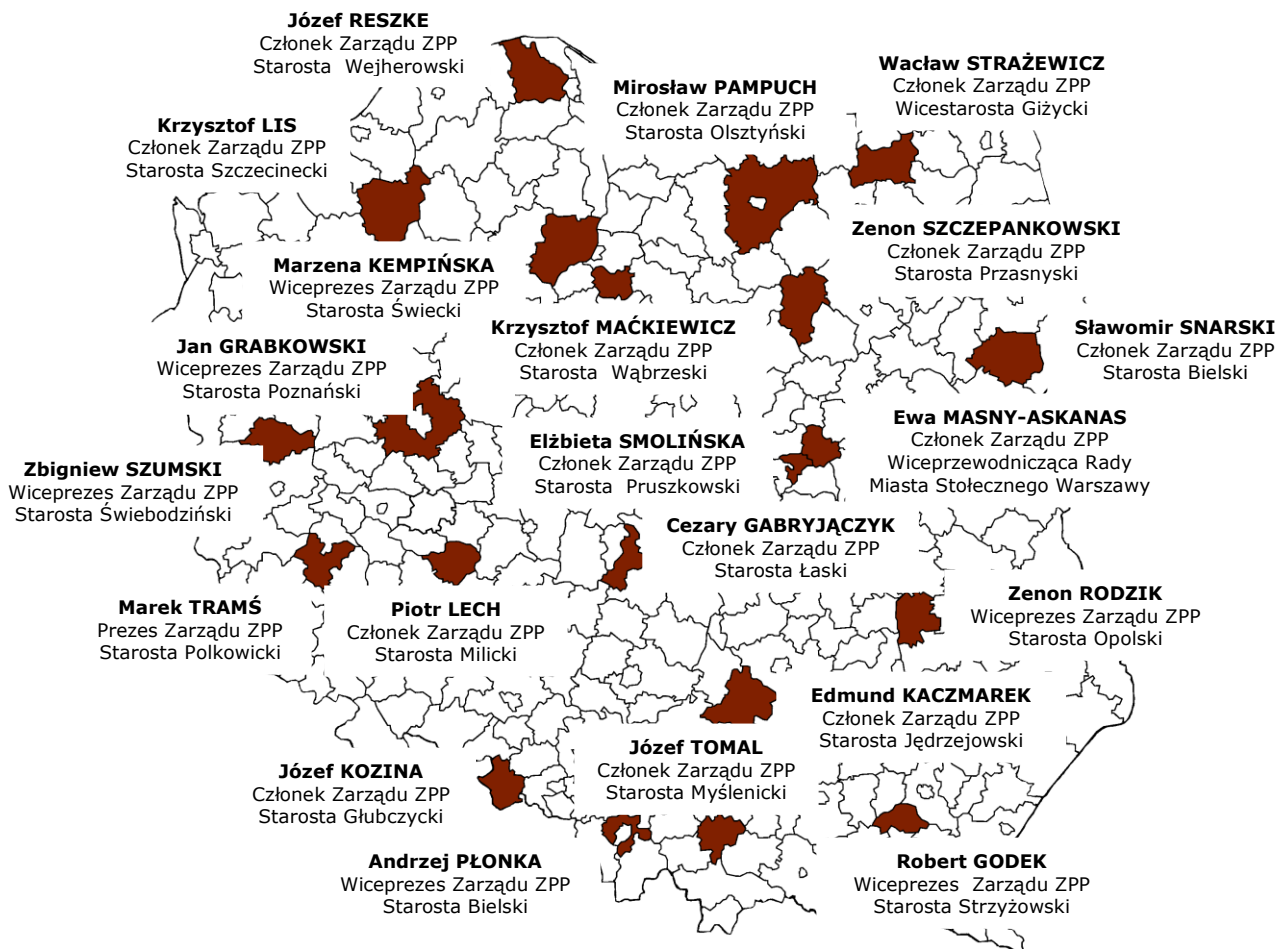 Józef RESZKE
Członek Zarządu ZPP
Starosta Wejherowski
Wacław STRAŻEWICZ
Członek Zarządu ZPP
Wicestarosta Giżycki
Mirosław PAMPUCH
Członek Zarządu ZPP
Starosta Olsztyński
Krzysztof LIS
Członek Zarządu ZPP
Starosta Szczecinecki
Zenon SZCZEPANKOWSKI
Członek Zarządu ZPP
Starosta Przasnyski
Marzena KEMPIŃSKA
Wiceprezes Zarządu ZPP
Starosta Świecki
Krzysztof MAĆKIEWICZ
Członek Zarządu ZPP
Starosta Wąbrzeski
Sławomir SNARSKI
Członek Zarządu ZPP
Starosta Bielski
Jan GRABKOWSKI
Wiceprezes Zarządu ZPP
Starosta Poznański
Ewa MASNY-ASKANAS
Członek Zarządu ZPP
Wiceprzewodnicząca Rady
Miasta Stołecznego Warszawy
Elżbieta SMOLIŃSKA
Członek Zarządu ZPP
Starosta Pruszkowski
Zbigniew SZUMSKI
Wiceprezes Zarządu ZPP
Starosta Świebodziński
Cezary GABRYJĄCZYK
Członek Zarządu ZPP
Starosta Łaski
Zenon RODZIK
Wiceprezes Zarządu ZPP
Starosta Opolski
Marek TRAMŚ
Prezes Zarządu ZPP
Starosta Polkowicki
Piotr LECH
Członek Zarządu ZPP
Starosta Milicki
Edmund KACZMAREK
Członek Zarządu ZPP
Starosta Jędrzejowski
Józef TOMAL
Członek Zarządu ZPP
Starosta Myślenicki
Józef KOZINA
Członek Zarządu ZPP
Starosta Głubczycki
Andrzej PŁONKA
Wiceprezes Zarządu ZPP
Starosta Bielski
Robert GODEK
Wiceprezes Zarządu ZPP
Starosta Strzyżowski